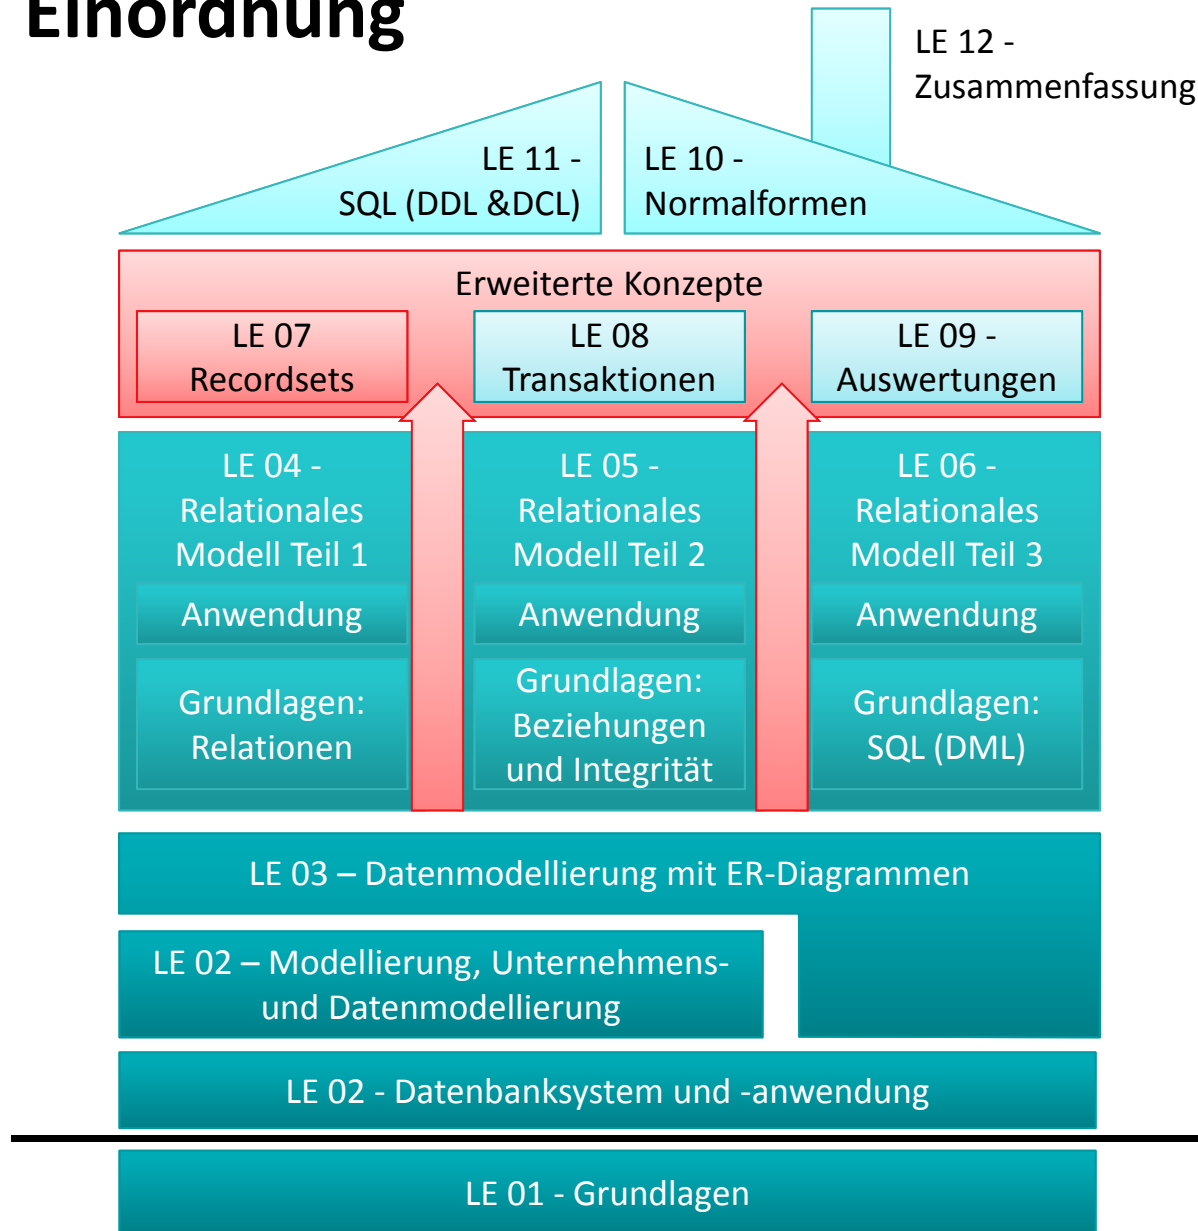 Einordnung
LE 12 -
Zusammenfassung
LE 11 -
SQL (DDL &DCL)
LE 10 -
Normalformen
Erweiterte Konzepte
LE 07
Recordsets
LE 08
Transaktionen
LE 09 -
Auswertungen
LE 04 -
Relationales
Modell Teil 1
Anwendung
Grundlagen:
Relationen
LE 05 -
Relationales
Modell Teil 2
Anwendung
Grundlagen:
Beziehungen
und Integrität
LE 06 -
Relationales
Modell Teil 3
Anwendung
Grundlagen:
SQL (DML)
LE 03 – Datenmodellierung mit ER-Diagrammen
LE 02 – Modellierung, Unternehmens-
und Datenmodellierung
LE 02 - Datenbanksystem und -anwendung
LE 01 - Grundlagen